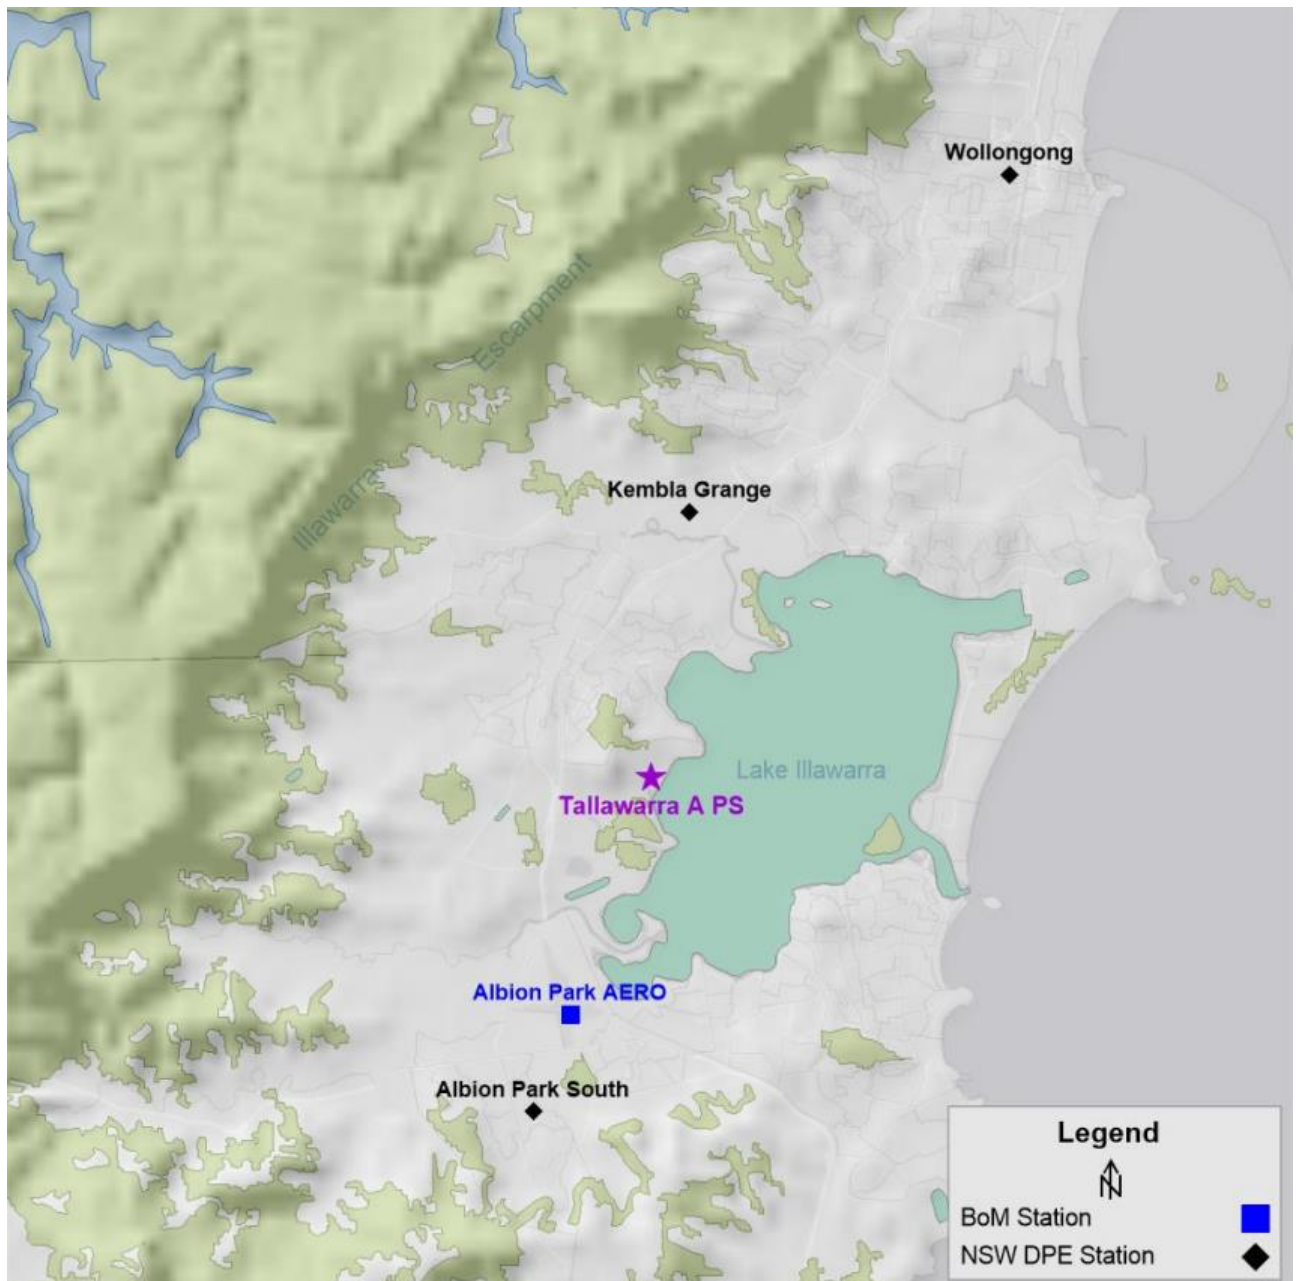 Wollongong
Escarpment
Illawarra
Kembla Grange
Lake Illawarra
Tallawarra A PS
Albion Park AERO
Albion Park South
Legend
N
BoM Station
NSW DPE Station